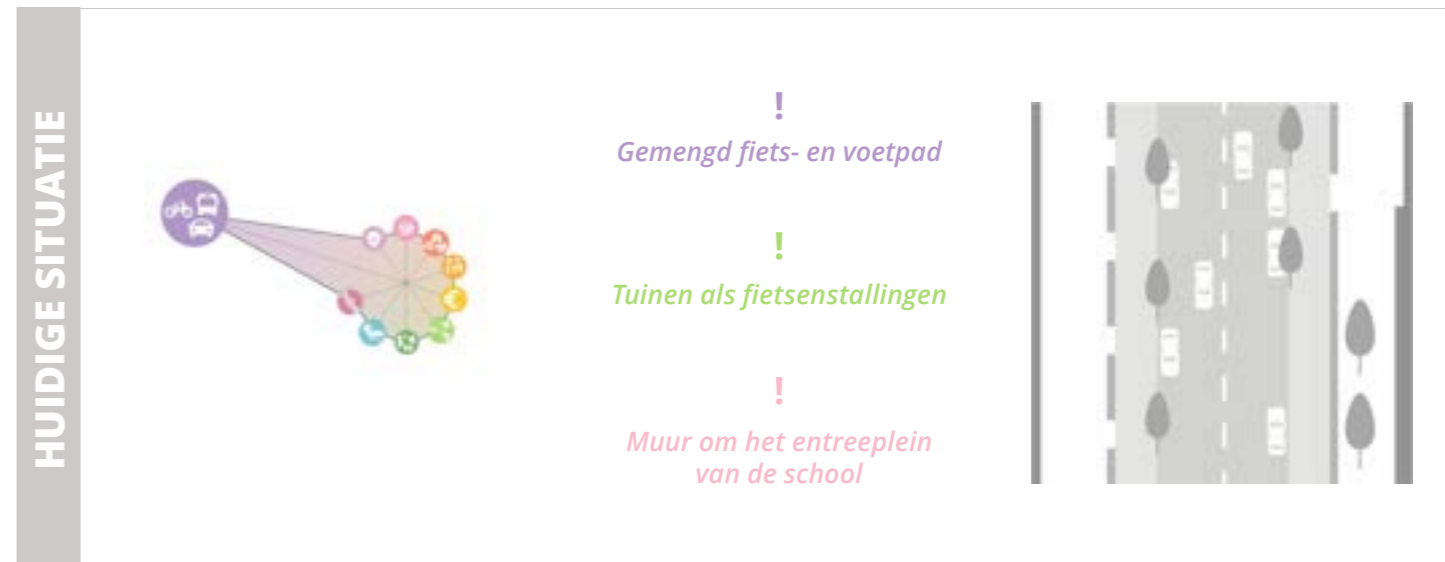 HUIDIGE SITUATIE
!
Gemengd fiets- en voetpad
!
Tuinen als fietsenstallingen
!
Muur om het entreeplein
van de school